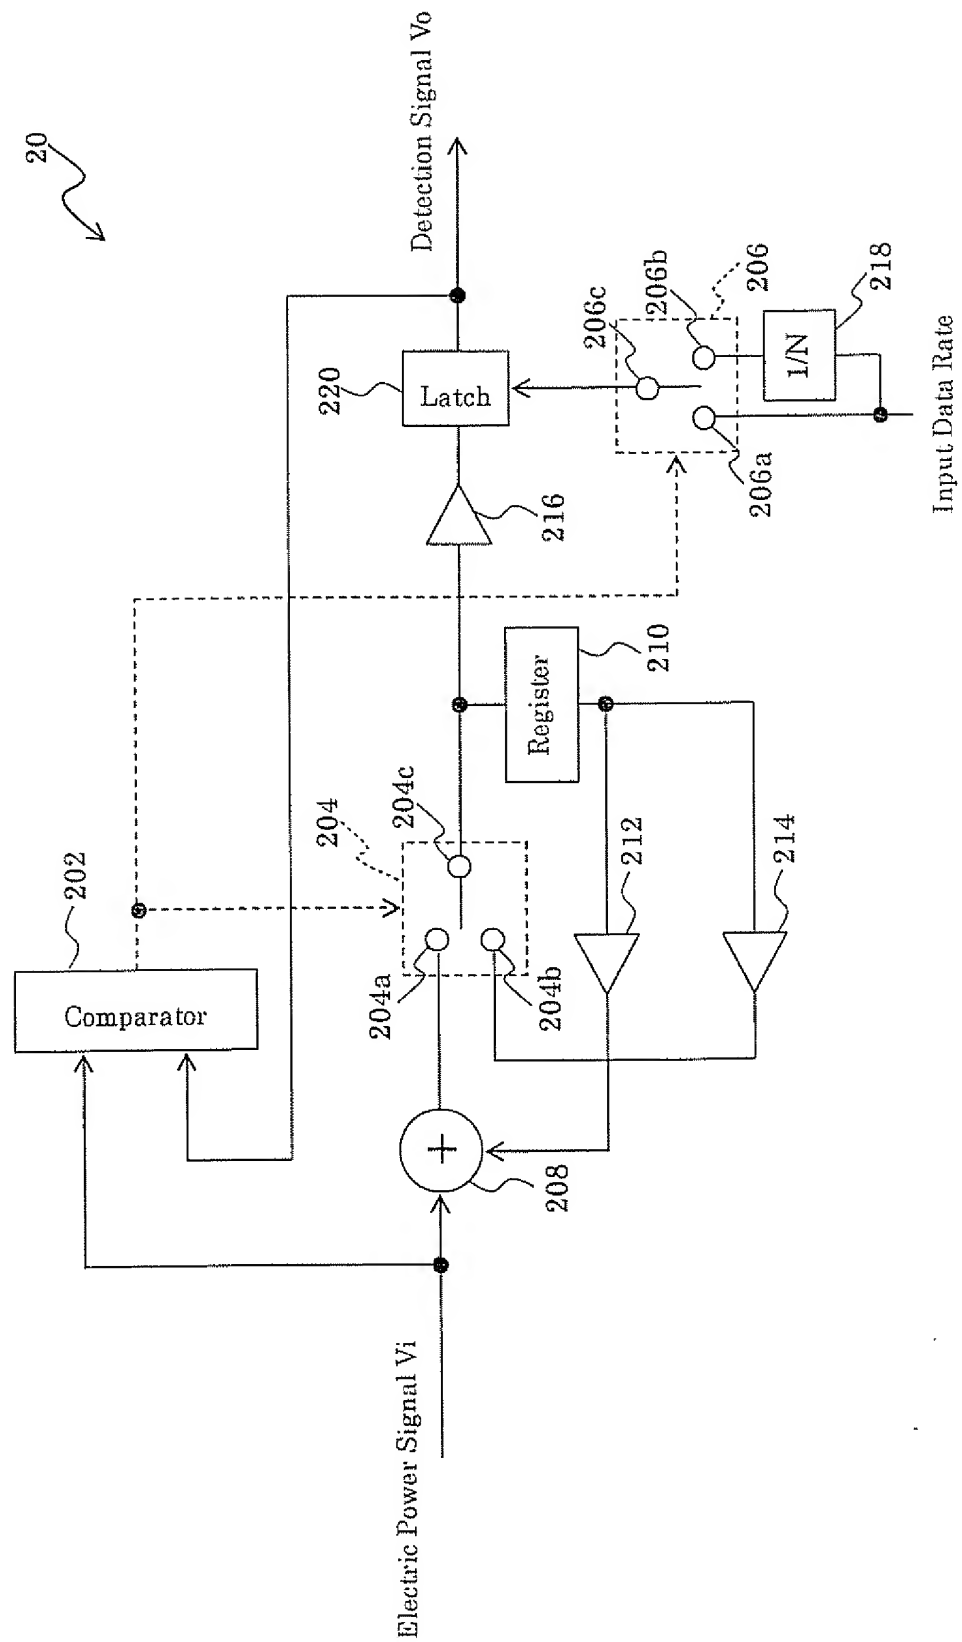 20
Detection Signal Vo
202
Comparator
204
204c
204a
204b
220
Latch
216
206c
206b
206
206a
218
1/N
Input Data Rate
Register
210
212
214
+
208
Electric Power Signal Vi